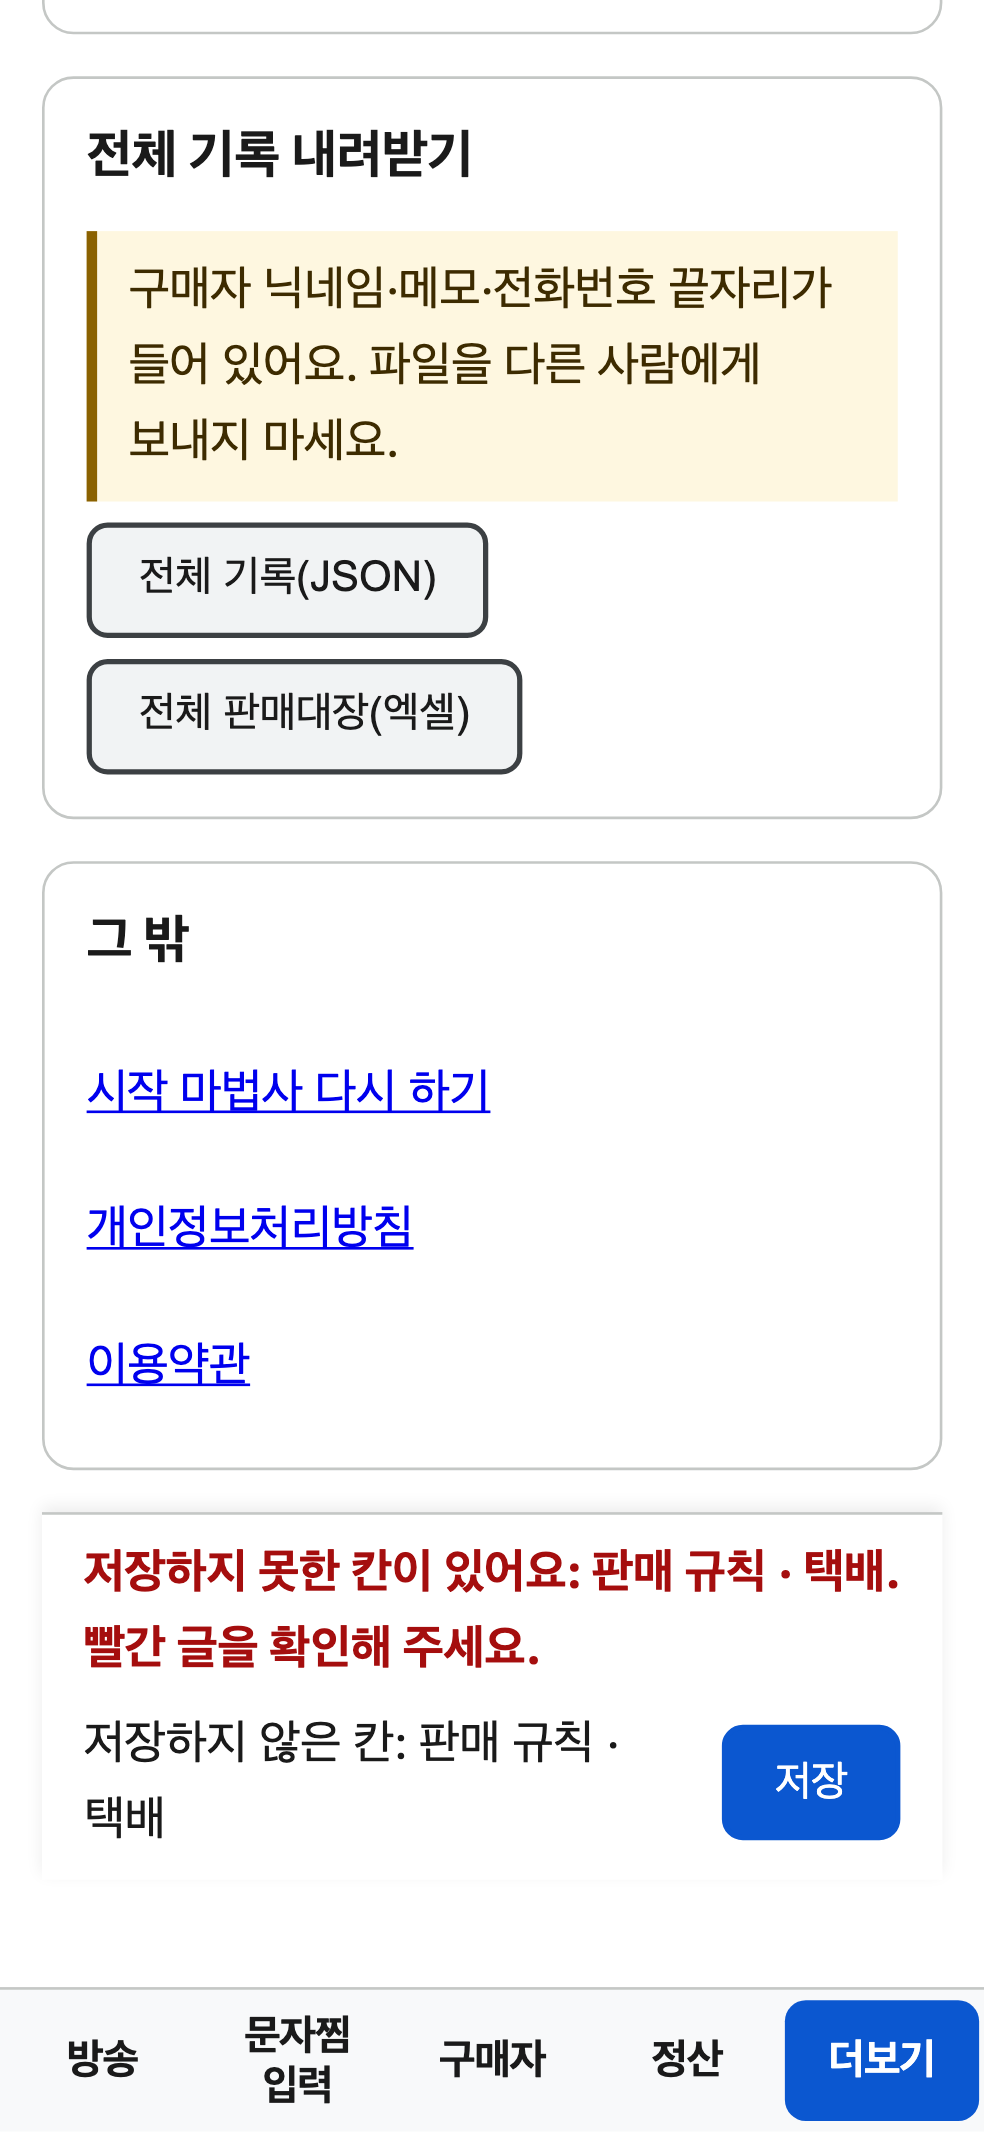 전체 기록 내려받기
구매자 닉네임·메모·전화번호 끝자리가
들어 있어요. 파일을 다른 사람에게
보내지 마세요.
전체 기록(JSON)
전체 판매대장(엑셀)
그 밖
시작 마법사 다시 하기
개인정보처리방침
이용약관
저장하지 못한 칸이 있어요: 판매 규칙 · 택배.
빨간 글을 확인해 주세요.
저장하지 않은 칸: 판매 규칙 ·
택배
저장
방송
문자찜
입력
구매자
정산
더보기